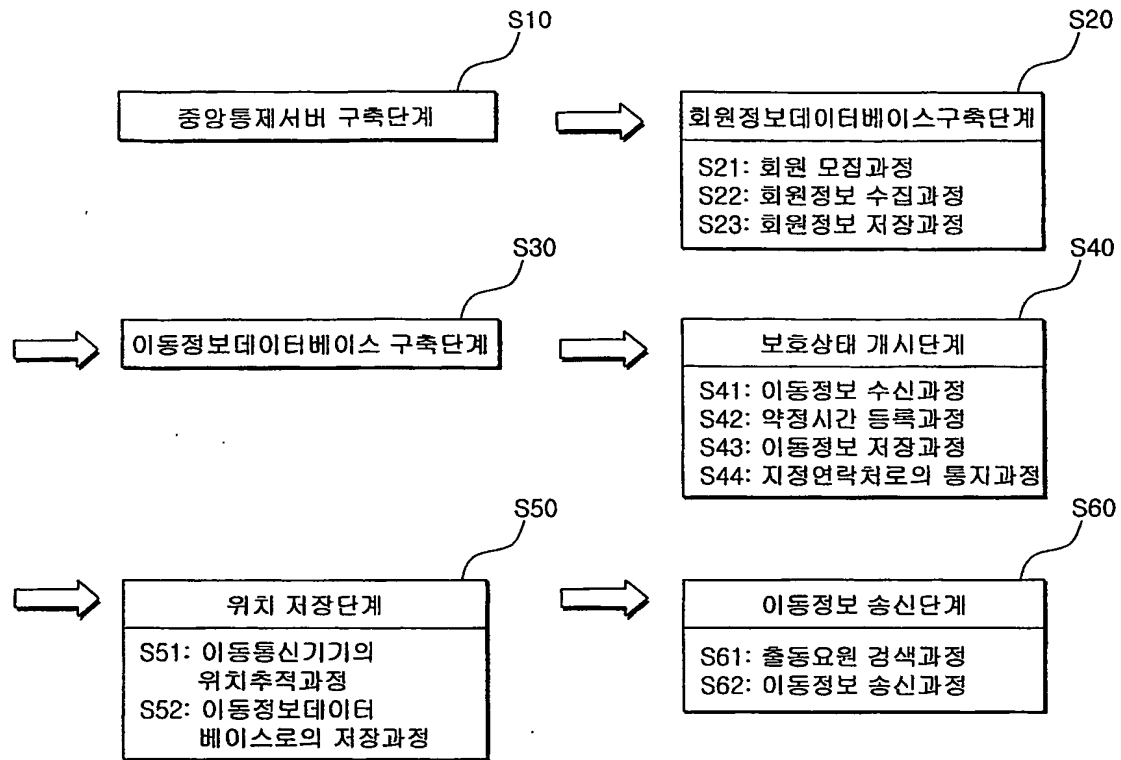 S10
중앙통제서버 구축단계
S20
회원정보데이터베이스구축단계
S21: 회원 모집과정
S22: 회원정보 수집과정
S23: 회원정보 저장과정
S30
이동정보데이터베이스 구축단계
S40
보호상태 개시단계
S41: 이동정보 수신과정
S42: 약정시간 등록과정
S43: 이동정보 저장과정
S44: 지정연락처로의 통지과정
S50
위치 저장단계
S51: 이동통신기기의
위치추적과정
S52: 이동정보데이터
베이스로의 저장과정
S60
이동정보 송신단계
S61: 출동요원 검색과정
S62: 이동정보 송신과정